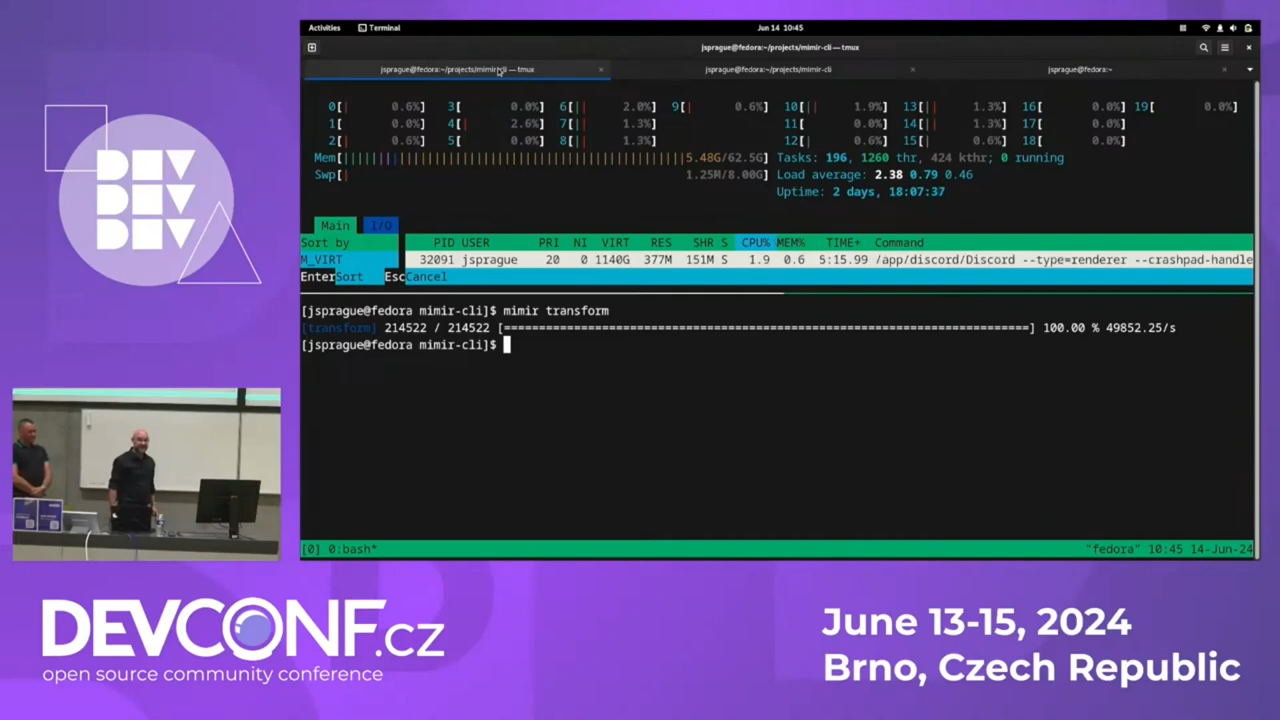 Activities Terminal Jun 14 10:45
jsprague@fedora:~/projects/mimir-cli — tmux
jsprague@fedora:~/projects/mimir-cli — tmux × jsprague@fedora:~/projects/mimir-cli × jsprague@fedora:~ ×
0[| 0.6%] 3[ 0.0%] 6[|| 2.0%] 9[| 0.6%] 10[|| 1.9%] 13[|| 1.3%] 16[ 0.0%] 19[ 0.0%]
1[ 0.0%] 4[| 2.6%] 7[|| 1.3%] 11[ 0.0%] 14[|| 1.3%] 17[ 0.0%]
2[| 0.6%] 5[ 0.0%] 8[|| 1.3%] 12[| 0.6%] 15[| 0.6%] 18[ 0.0%]
Mem[ 5.48G/62.5G] Tasks: 196, 1260 thr, 424 kthr; 0 running
Swp[| 1.25M/8.00G] Load average: 2.38 0.79 0.46
Uptime: 2 days, 18:07:37
Main I/O
Sort by PID USER PRI NI VIRT RES SHR S CPU% MEM% TIME+ Command
M_VIRT 32091 jsprague 20 0 1140G 377M 151M S 1.9 0.6 5:15.99 /app/discord/Discord --type=renderer --crashpad-handle
EnterSort EscCancel
[jsprague@fedora mimir-cli]$ mimir transform
[transform] 214522 / 214522 [===========================================================================] 100.00 % 49852.25/s
[jsprague@fedora mimir-cli]$
[0] 0:bash* "fedora" 10:45 14-Jun-24
DEV
DEV
DEV
DEVCONF.cz
open source community conference
June 13-15, 2024
Brno, Czech Republic